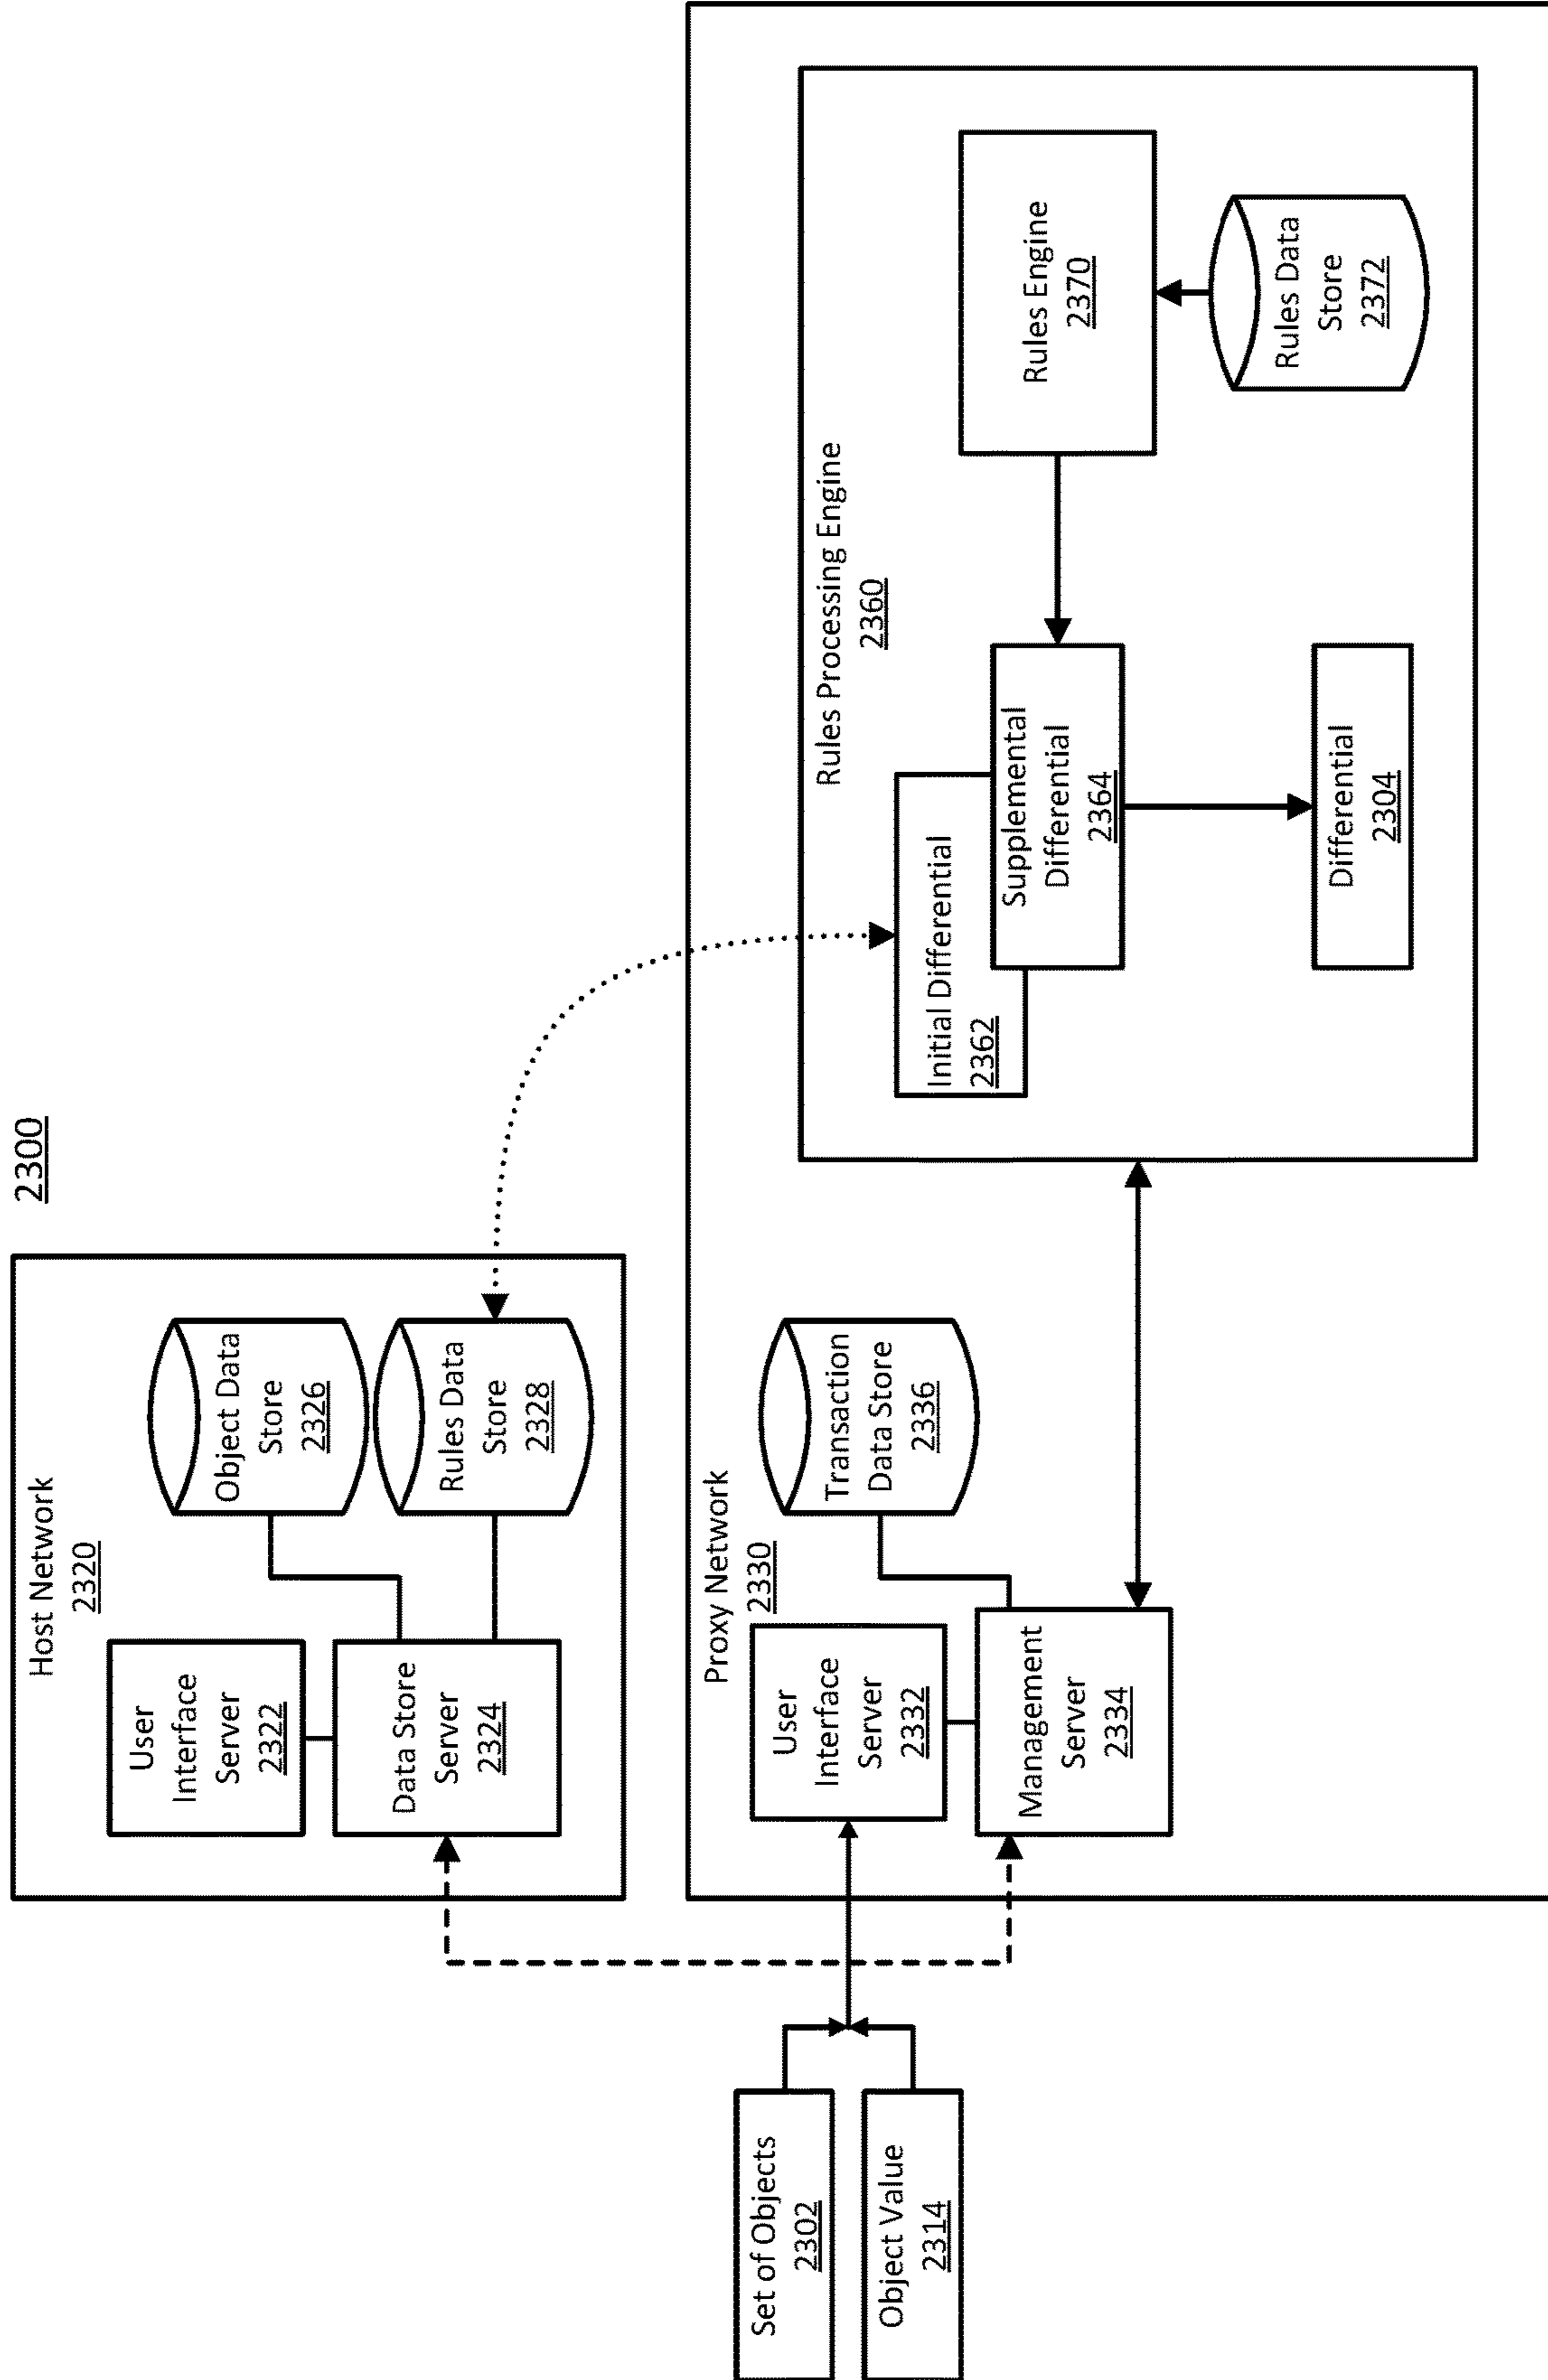 2300
Host Network
2320
User
Interface
Server
2322
Data Store
Server
2324
Object Data
Store
2326
Rules Data
Store
2328
Set of Objects
2302
Object Value
2314
Proxy Network
2330
User
Interface
Server
2332
Management
Server
2334
Transaction
Data Store
2336
Rules Processing Engine
2360
Initial Differential
2362
Supplemental
Differential
2364
Differential
2304
Rules Engine
2370
Rules Data
Store
2372